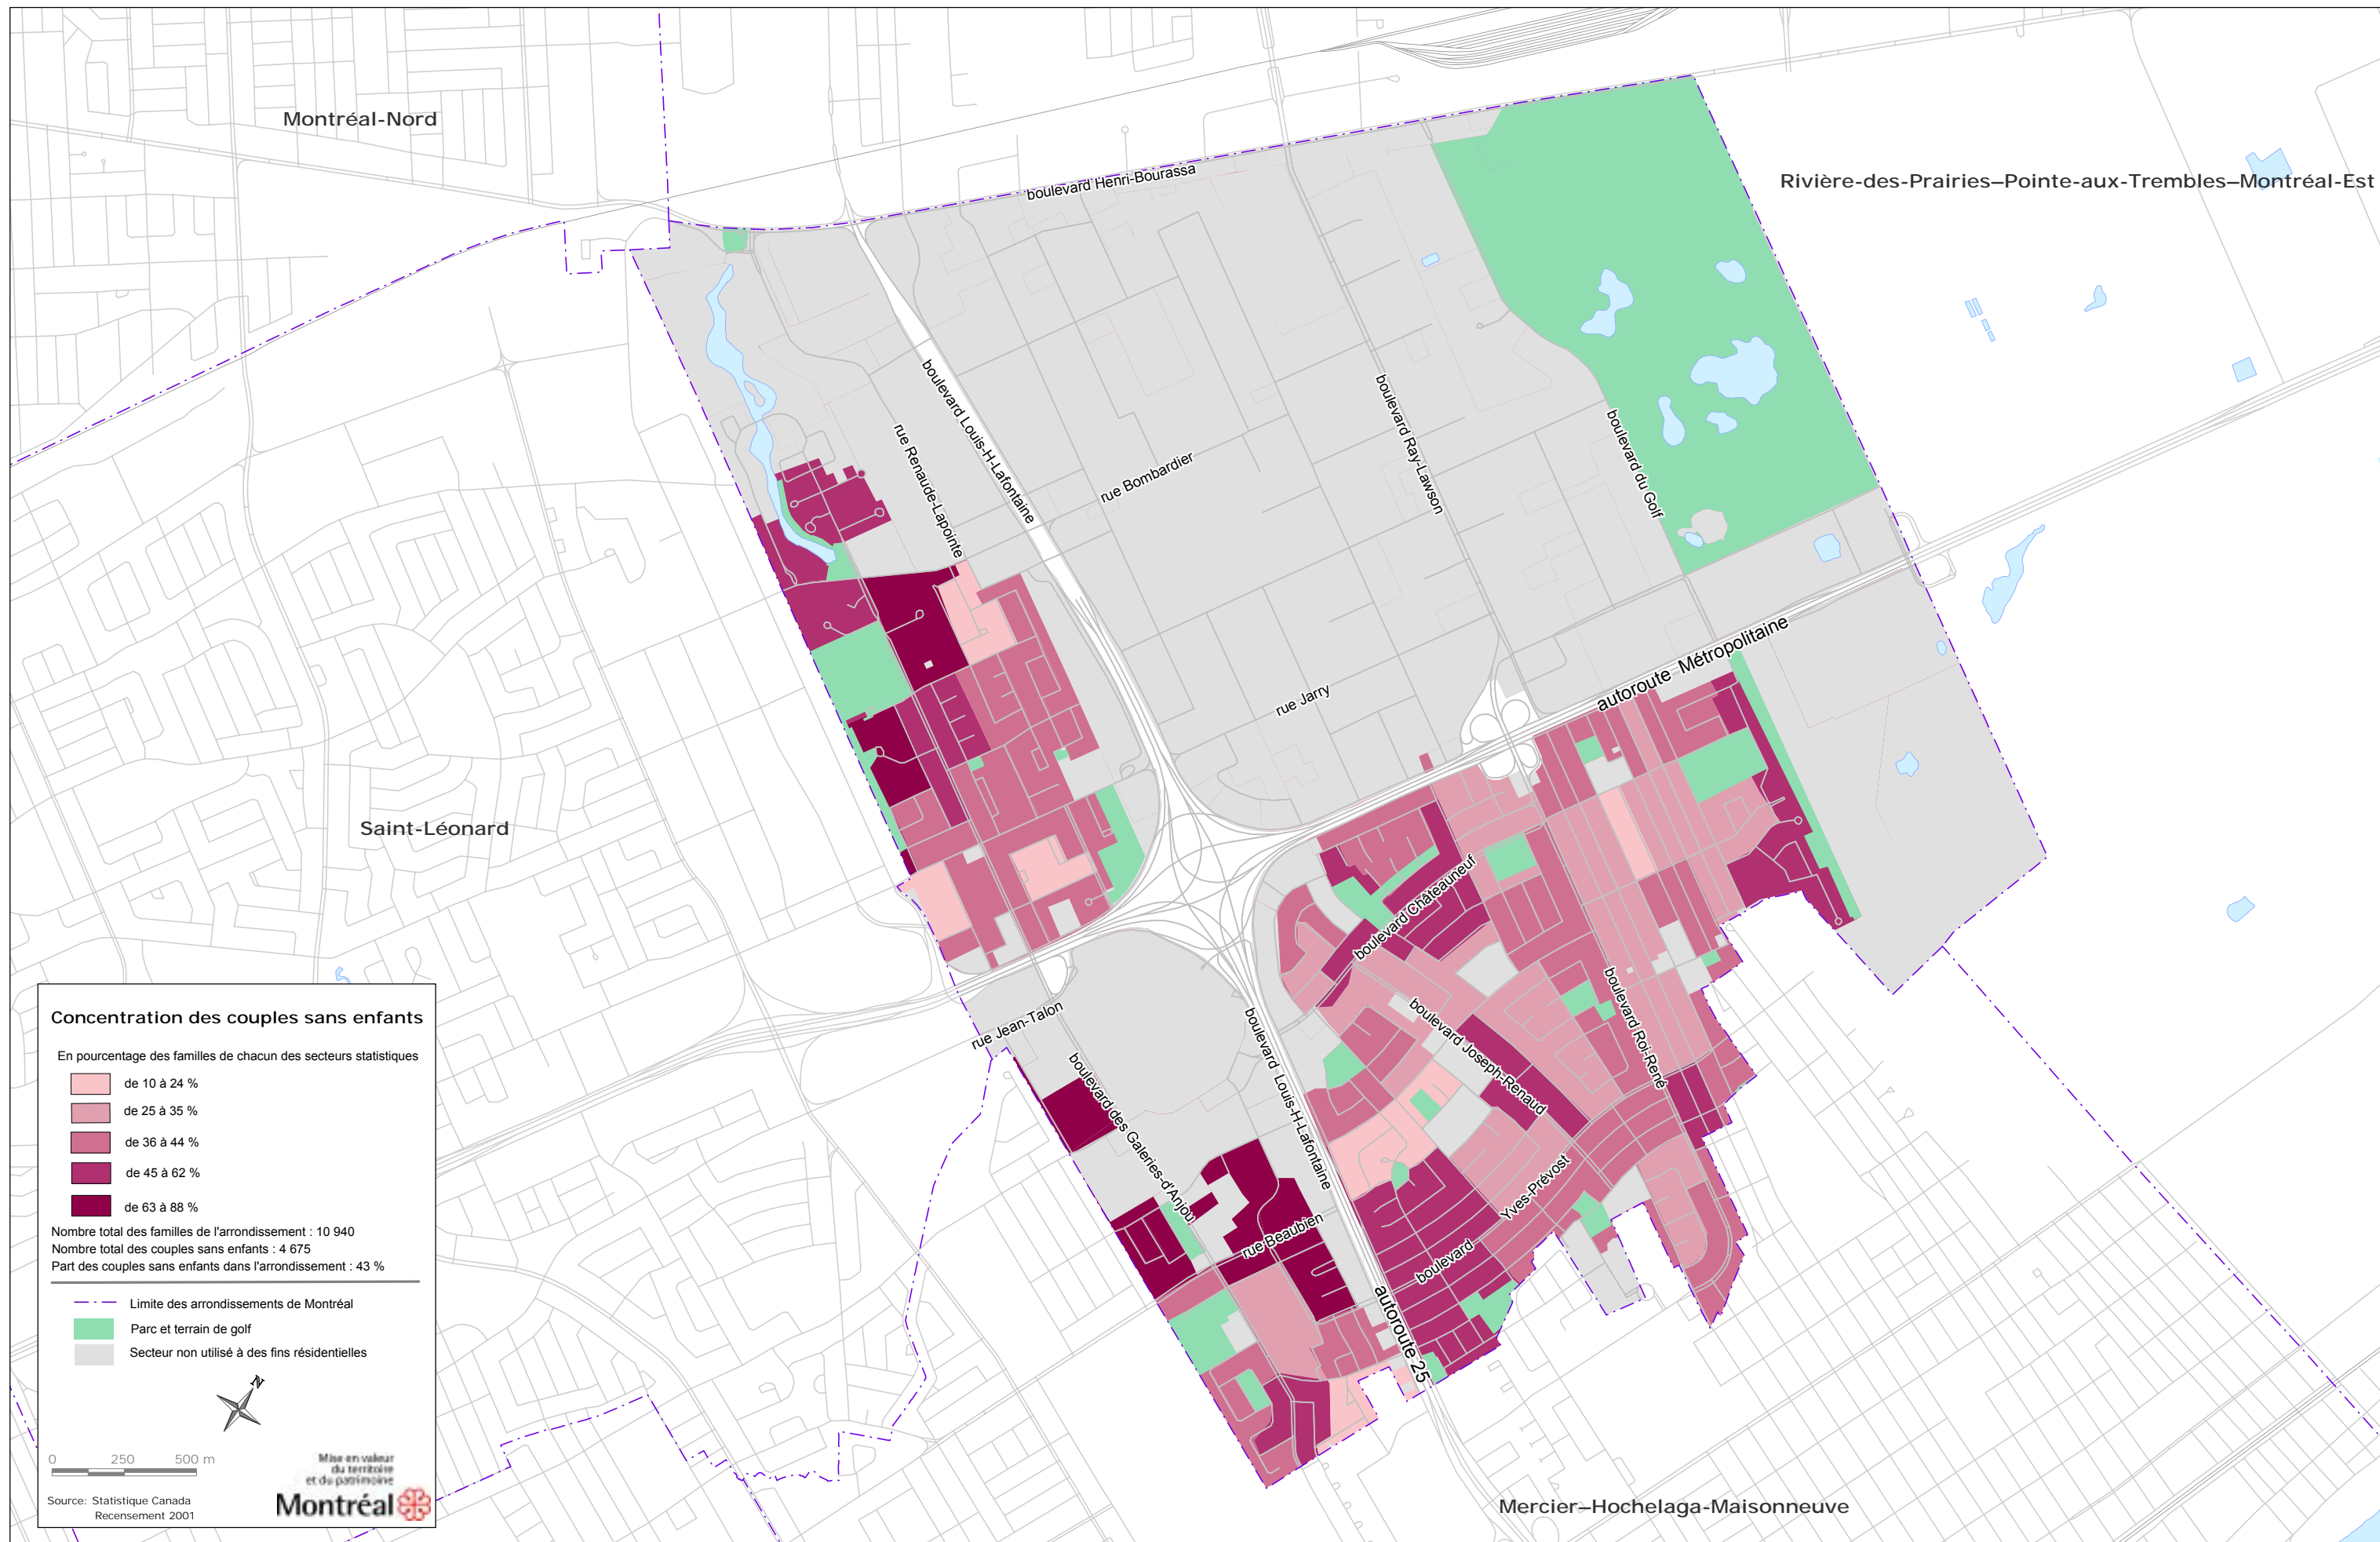 Montréal-Nord
Rivière-des-Prairies–Pointe-aux-Trembles–Montréal-Est
boulevard Henri-Bourassa
boulevard Louis-H-Lafontaine
rue Renaude-Lapointe
rue Bombardier
boulevard Ray-Lawson
boulevard du Golf
rue Jarry
autoroute Métropolitaine
Saint-Léonard
boulevard Châteauneuf
boulevard Joseph-Renaud
boulevard Roi-René
rue Jean-Talon
boulevard des Galeries-d'Anjou
boulevard Louis-H-Lafontaine
rue Beaubien
boulevard
Yves-Prévost
autoroute 25
Mercier–Hochelaga-Maisonneuve
Concentration des couples sans enfants
En pourcentage des familles de chacun des secteurs statistiques
de 10 à 24 %
de 25 à 35 %
de 36 à 44 %
de 45 à 62 %
de 63 à 88 %
Nombre total des familles de l'arrondissement : 10 940
Nombre total des couples sans enfants : 4 675
Part des couples sans enfants dans l'arrondissement : 43 %
Limite des arrondissements de Montréal
Parc et terrain de golf
Secteur non utilisé à des fins résidentielles
N
0 250 500 m
Mise en valeur
du territoire
et du patrimoine
Montréal
Source: Statistique Canada
Recensement 2001